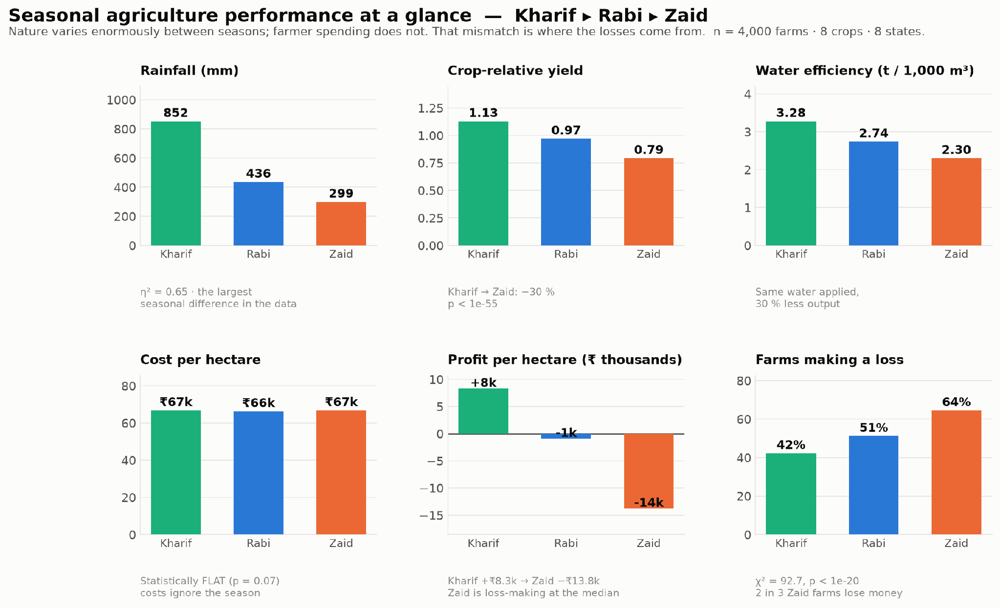 Seasonal agriculture performance at a glance — Kharif ▸ Rabi ▸ Zaid
Nature varies enormously between seasons; farmer spending does not. That mismatch is where the losses come from. n = 4,000 farms · 8 crops · 8 states.
Rainfall (mm)
1000
800
600
400
200
0
852
436
299
Kharif
Rabi
Zaid
η² = 0.65 · the largest
seasonal difference in the data
Crop-relative yield
1.25
1.00
0.75
0.50
0.25
0.00
1.13
0.97
0.79
Kharif
Rabi
Zaid
Kharif → Zaid: −30 %
p < 1e-55
Water efficiency (t / 1,000 m³)
4
3
2
1
0
3.28
2.74
2.30
Kharif
Rabi
Zaid
Same water applied,
30 % less output
Cost per hectare
80
60
40
20
0
₹67k
₹66k
₹67k
Kharif
Rabi
Zaid
Statistically FLAT (p = 0.07)
costs ignore the season
Profit per hectare (₹ thousands)
10
5
0
−5
−10
−15
+8k
-1k
-14k
Kharif
Rabi
Zaid
Kharif +₹8.3k → Zaid −₹13.8k
Zaid is loss-making at the median
Farms making a loss
80
60
40
20
0
42%
51%
64%
Kharif
Rabi
Zaid
χ² = 92.7, p < 1e-20
2 in 3 Zaid farms lose money